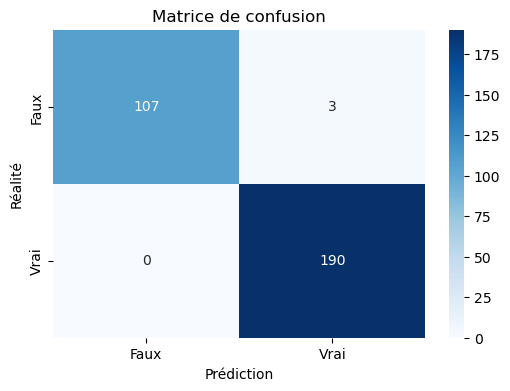 Matrice de confusion
Faux
107
3
Réalité
Vrai
0
190
Faux
Vrai
Prédiction
175
150
125
100
75
50
25
0